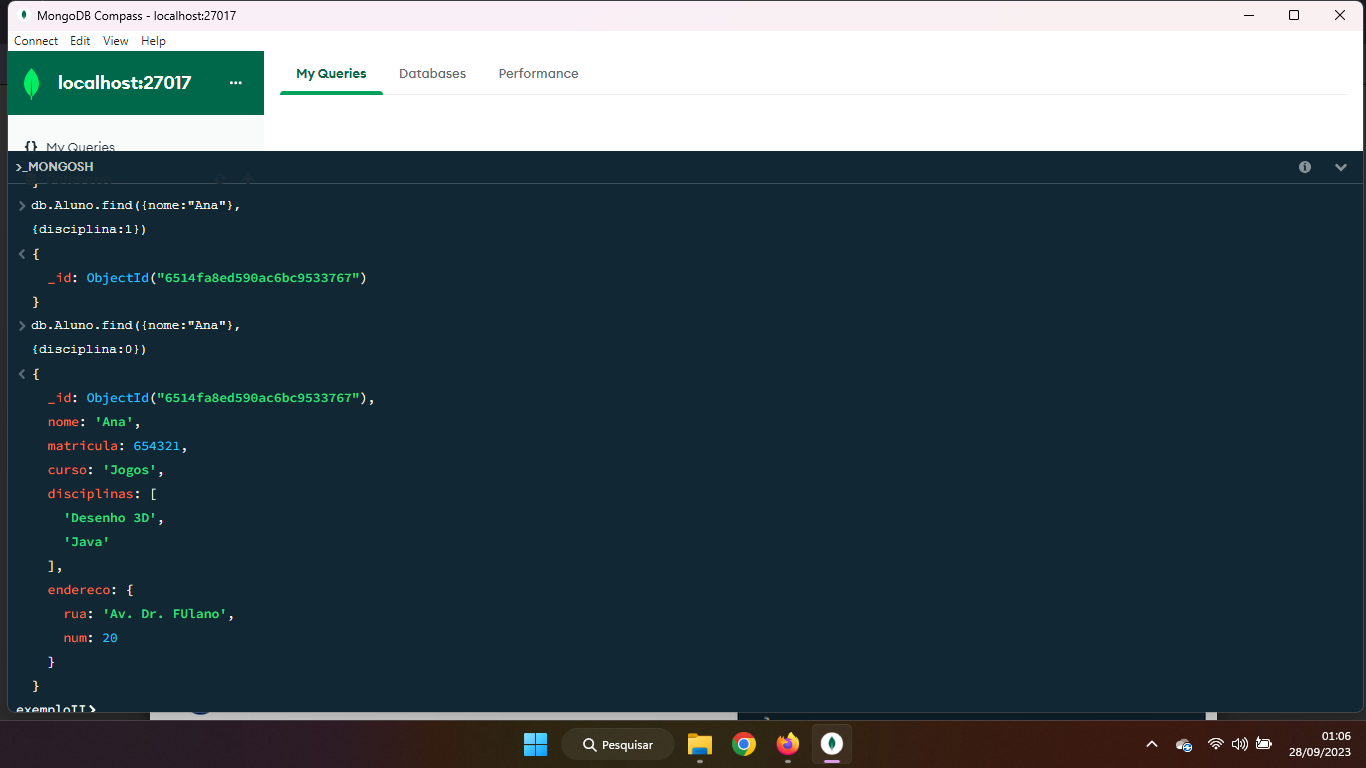 MongoDB Compass - localhost:27017
Connect Edit View Help
localhost:27017 ...
My Queries Databases Performance
{} My Queries
>_MONGOSH
}
db.Aluno.find({nome:"Ana"},
{disciplina:1})
{
_id: ObjectId("6514fa8ed590ac6bc9533767")
}
db.Aluno.find({nome:"Ana"},
{disciplina:0})
{
_id: ObjectId("6514fa8ed590ac6bc9533767"),
nome: 'Ana',
matricula: 654321,
curso: 'Jogos',
disciplinas: [
'Desenho 3D',
'Java'
],
endereco: {
rua: 'Av. Dr. FUlano',
num: 20
}
}
exemploII>
Pesquisar
01:06
28/09/2023